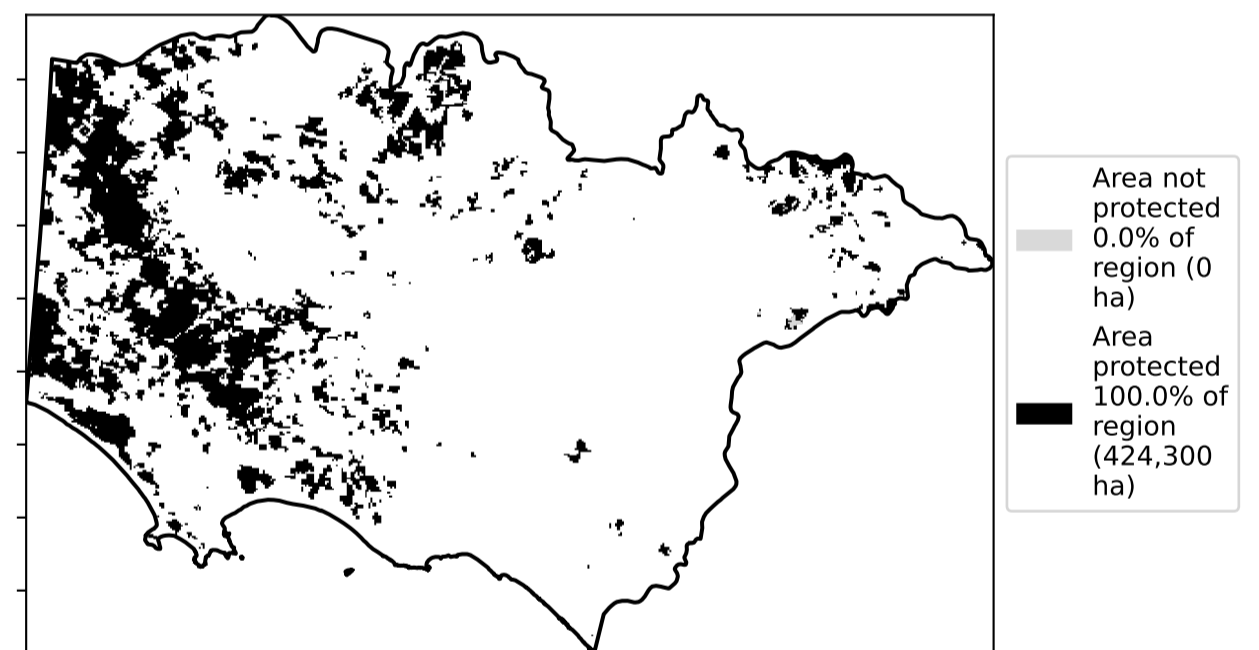 Area not
protected
0.0% of
region (0
ha)
Area
protected
100.0% of
region
(424,300
ha)